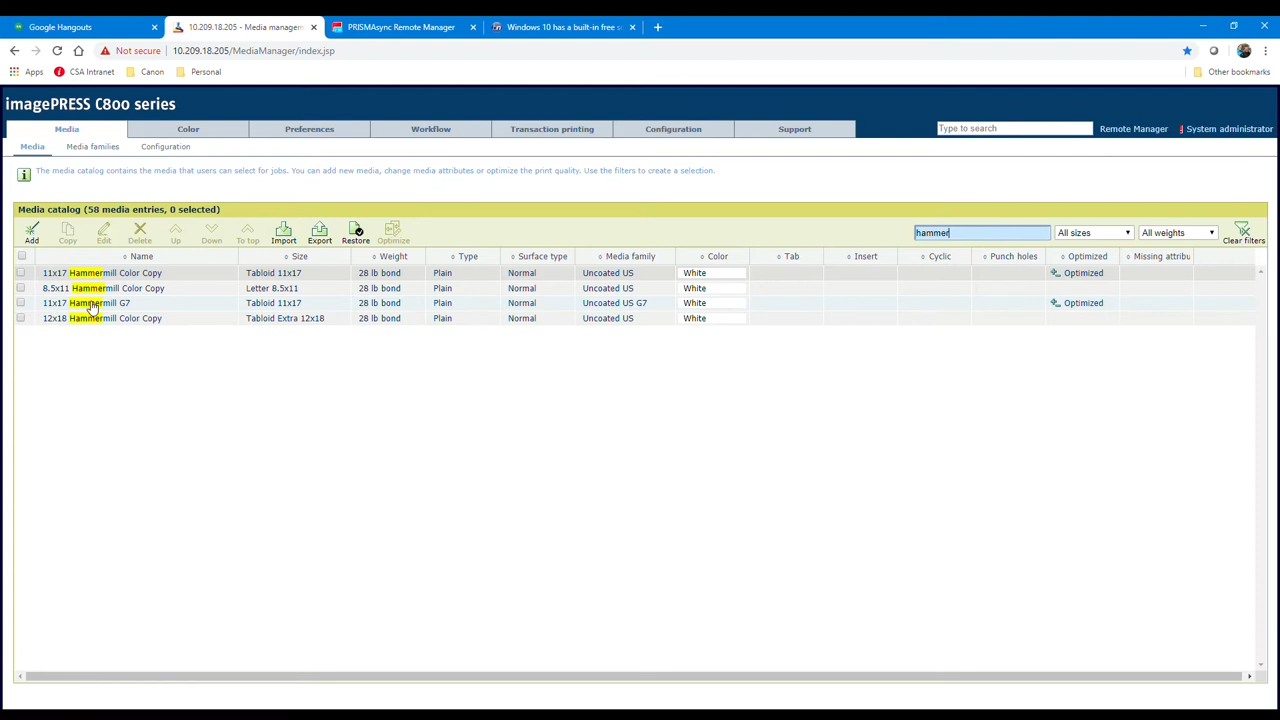 Google Hangouts
10.209.18.205 - Media managem
PRISMAsync Remote Manager
Windows 10 has a built-in free s
Not secure
10.209.18.205/MediaManager/index.jsp
Apps
CSA Intranet
Canon
Personal
Other bookmarks
imagePRESS C800 series
Media
Color
Preferences
Workflow
Transaction printing
Configuration
Support
Type to search
Remote Manager
System administrator
Media
Media families
Configuration
The media catalog contains the media that users can select for jobs. You can add new media, change media attributes or optimize the print quality. Use the filters to create a selection.
Media catalog (58 media entries, 0 selected)
Add
Copy
Edit
Delete
Up
Down
To top
Import
Export
Restore
Optimize
hammer
All sizes
All weights
Clear filters
Name Size Weight Type Surface type Media family Color Tab Insert Cyclic Punch holes Optimized Missing attribu
11x17 Hammermill Color Copy Tabloid 11x17 28 lb bond Plain Normal Uncoated US White Optimized
8.5x11 Hammermill Color Copy Letter 8.5x11 28 lb bond Plain Normal Uncoated US White
11x17 Hammermill G7 Tabloid 11x17 28 lb bond Plain Normal Uncoated US G7 White Optimized
12x18 Hammermill Color Copy Tabloid Extra 12x18 28 lb bond Plain Normal Uncoated US White